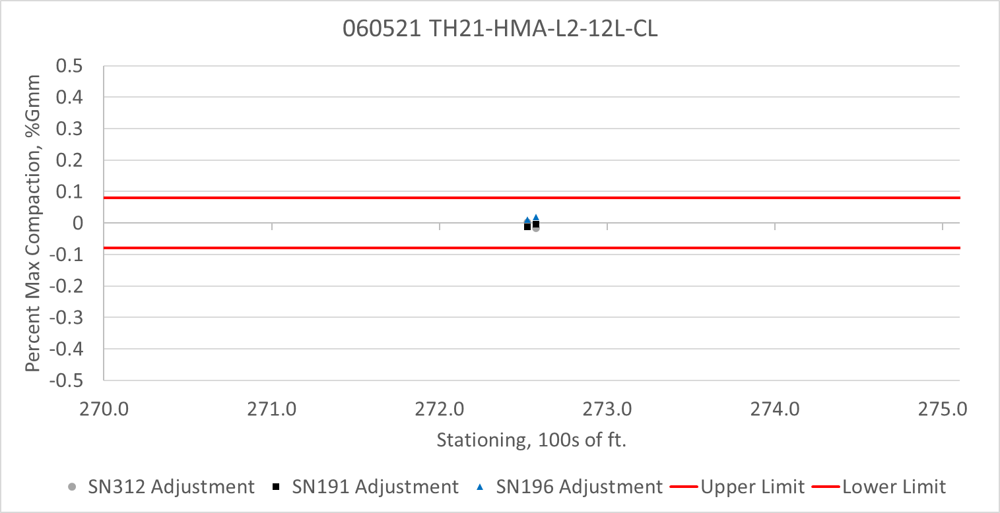 060521 TH21-HMA-L2-12L-CL
Percent Max Compaction, %Gmm
0.5
0.4
0.3
0.2
0.1
0
-0.1
-0.2
-0.3
-0.4
-0.5
270.0 271.0 272.0 273.0 274.0 275.0
Stationing, 100s of ft.
SN312 Adjustment SN191 Adjustment SN196 Adjustment Upper Limit Lower Limit